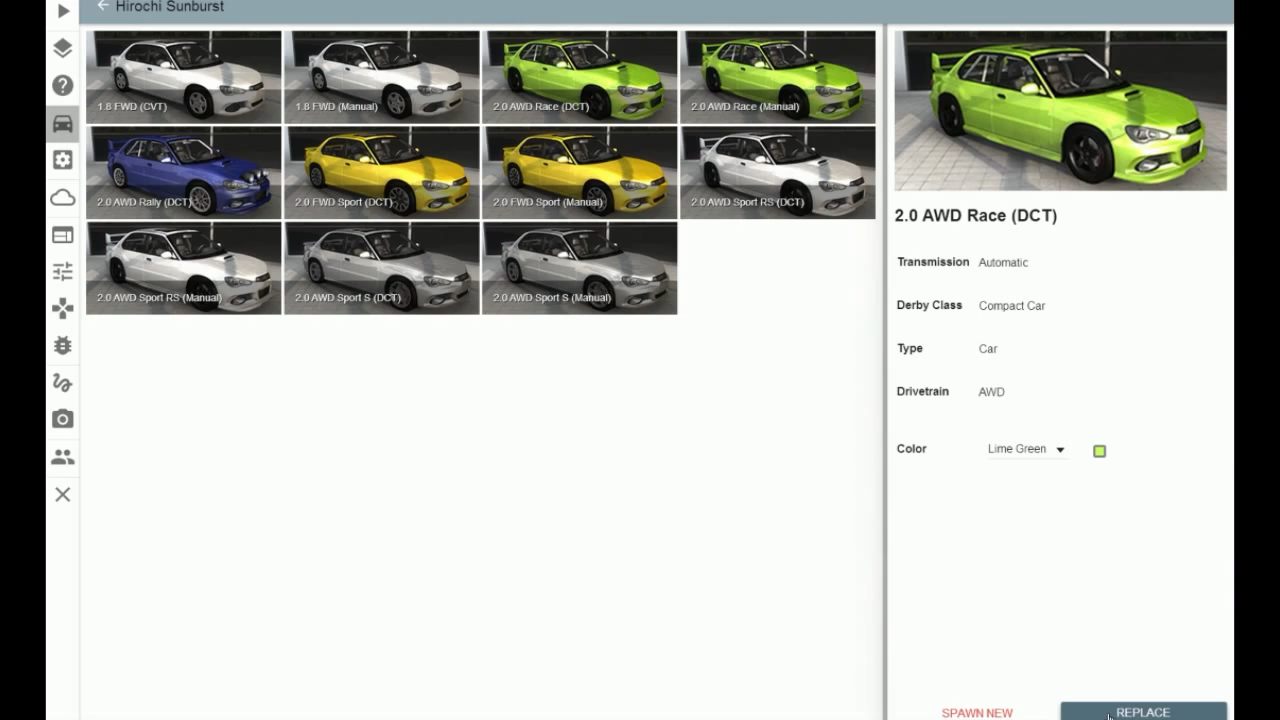 Hirochi Sunburst
1.8 FWD (CVT)
1.8 FWD (Manual)
2.0 AWD Race (DCT)
2.0 AWD Race (Manual)
2.0 AWD Rally (DCT)
2.0 FWD Sport (DCT)
2.0 FWD Sport (Manual)
2.0 AWD Sport RS (DCT)
2.0 AWD Sport RS (Manual)
2.0 AWD Sport S (DCT)
2.0 AWD Sport S (Manual)
2.0 AWD Race (DCT)
Transmission Automatic
Derby Class Compact Car
Type Car
Drivetrain AWD
Color Lime Green
SPAWN NEW
REPLACE